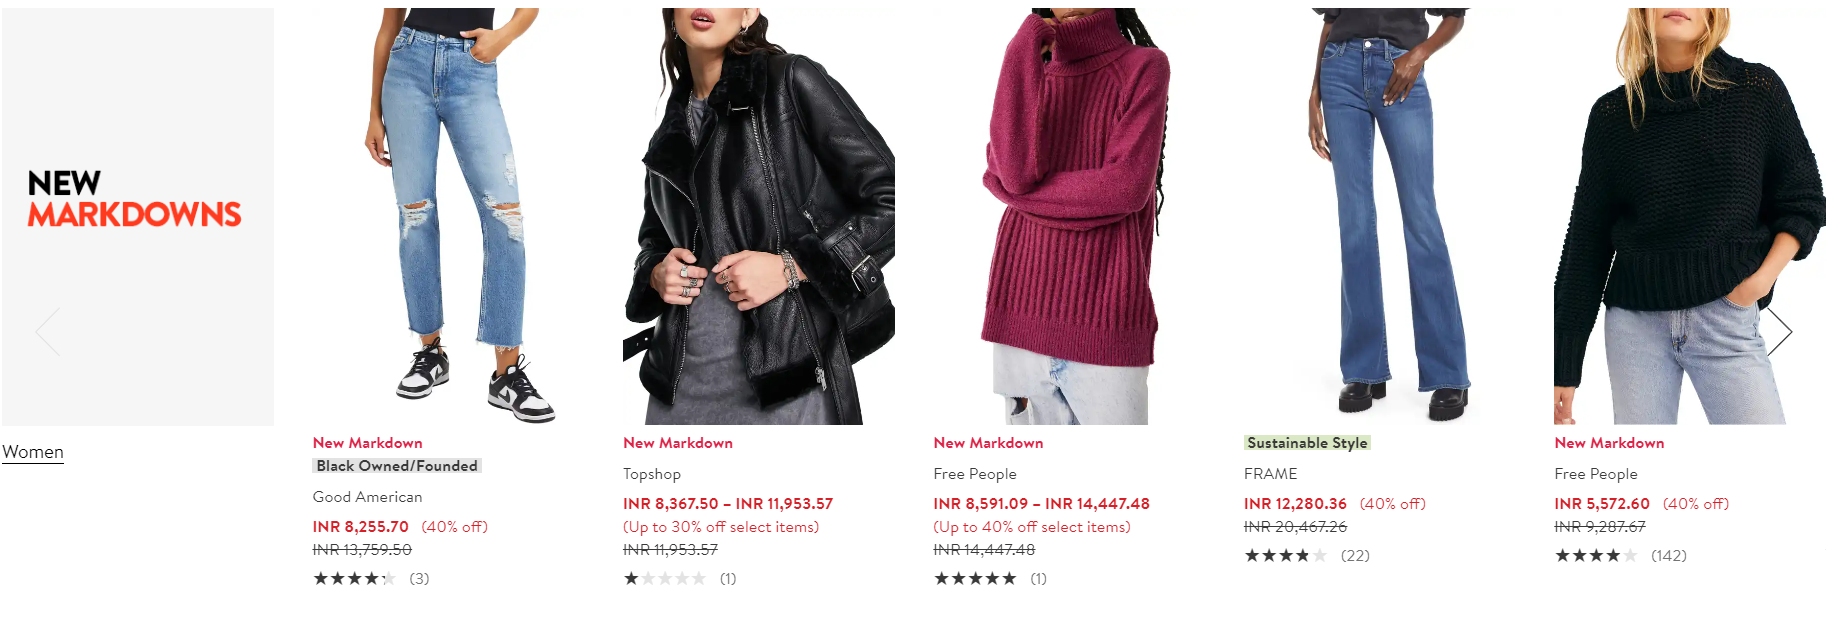 NEW
MARKDOWNS
Women
New Markdown
Black Owned/Founded
Good American
INR 8,255.70 (40% off)
INR 13,759.50
(3)
New Markdown
Topshop
INR 8,367.50 – INR 11,953.57
(Up to 30% off select items)
INR 11,953.57
(1)
New Markdown
Free People
INR 8,591.09 – INR 14,447.48
(Up to 40% off select items)
INR 14,447.48
(1)
Sustainable Style
FRAME
INR 12,280.36 (40% off)
INR 20,467.26
(22)
New Markdown
Free People
INR 5,572.60 (40% off)
INR 9,287.67
(142)